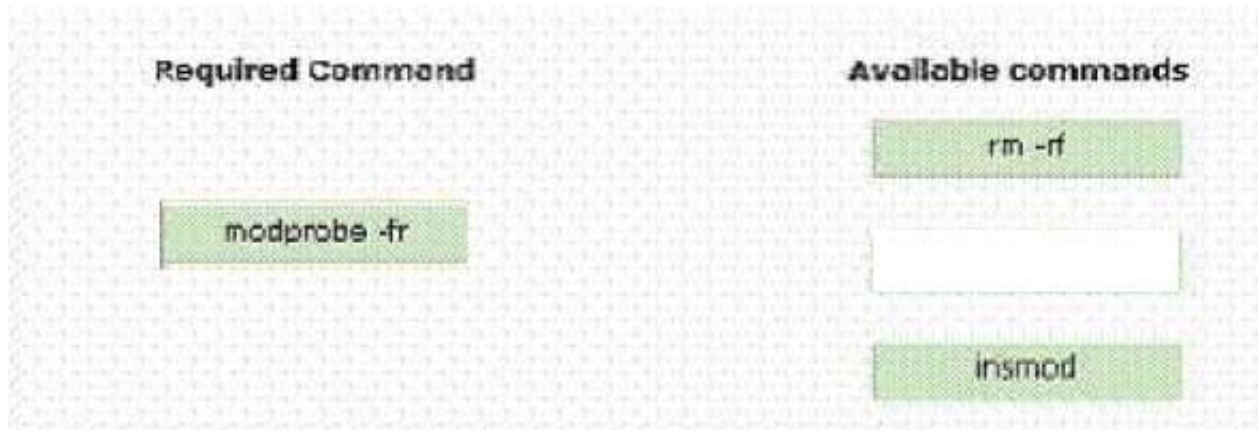 Required Command
Available commands
rm -rf
modprobe -fr
insmod